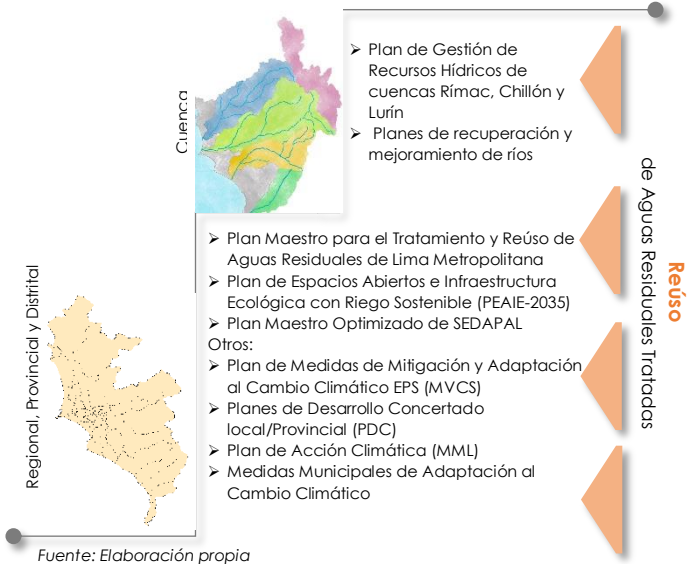 Cuenca
➢ Plan de Gestión de
Recursos Hídricos de
cuencas Rímac, Chillón y
Lurín
➢ Planes de recuperación y
mejoramiento de ríos
Regional, Provincial y Distrital
➢ Plan Maestro para el Tratamiento y Reúso de
Aguas Residuales de Lima Metropolitana
➢ Plan de Espacios Abiertos e Infraestructura
Ecológica con Riego Sostenible (PEAIE-2035)
➢ Plan Maestro Optimizado de SEDAPAL
Otros:
➢ Plan de Medidas de Mitigación y Adaptación
al Cambio Climático EPS (MVCS)
➢ Planes de Desarrollo Concertado
local/Provincial (PDC)
➢ Plan de Acción Climática (MML)
➢ Medidas Municipales de Adaptación al
Cambio Climático
Reúso
de Aguas Residuales Tratadas
Fuente: Elaboración propia